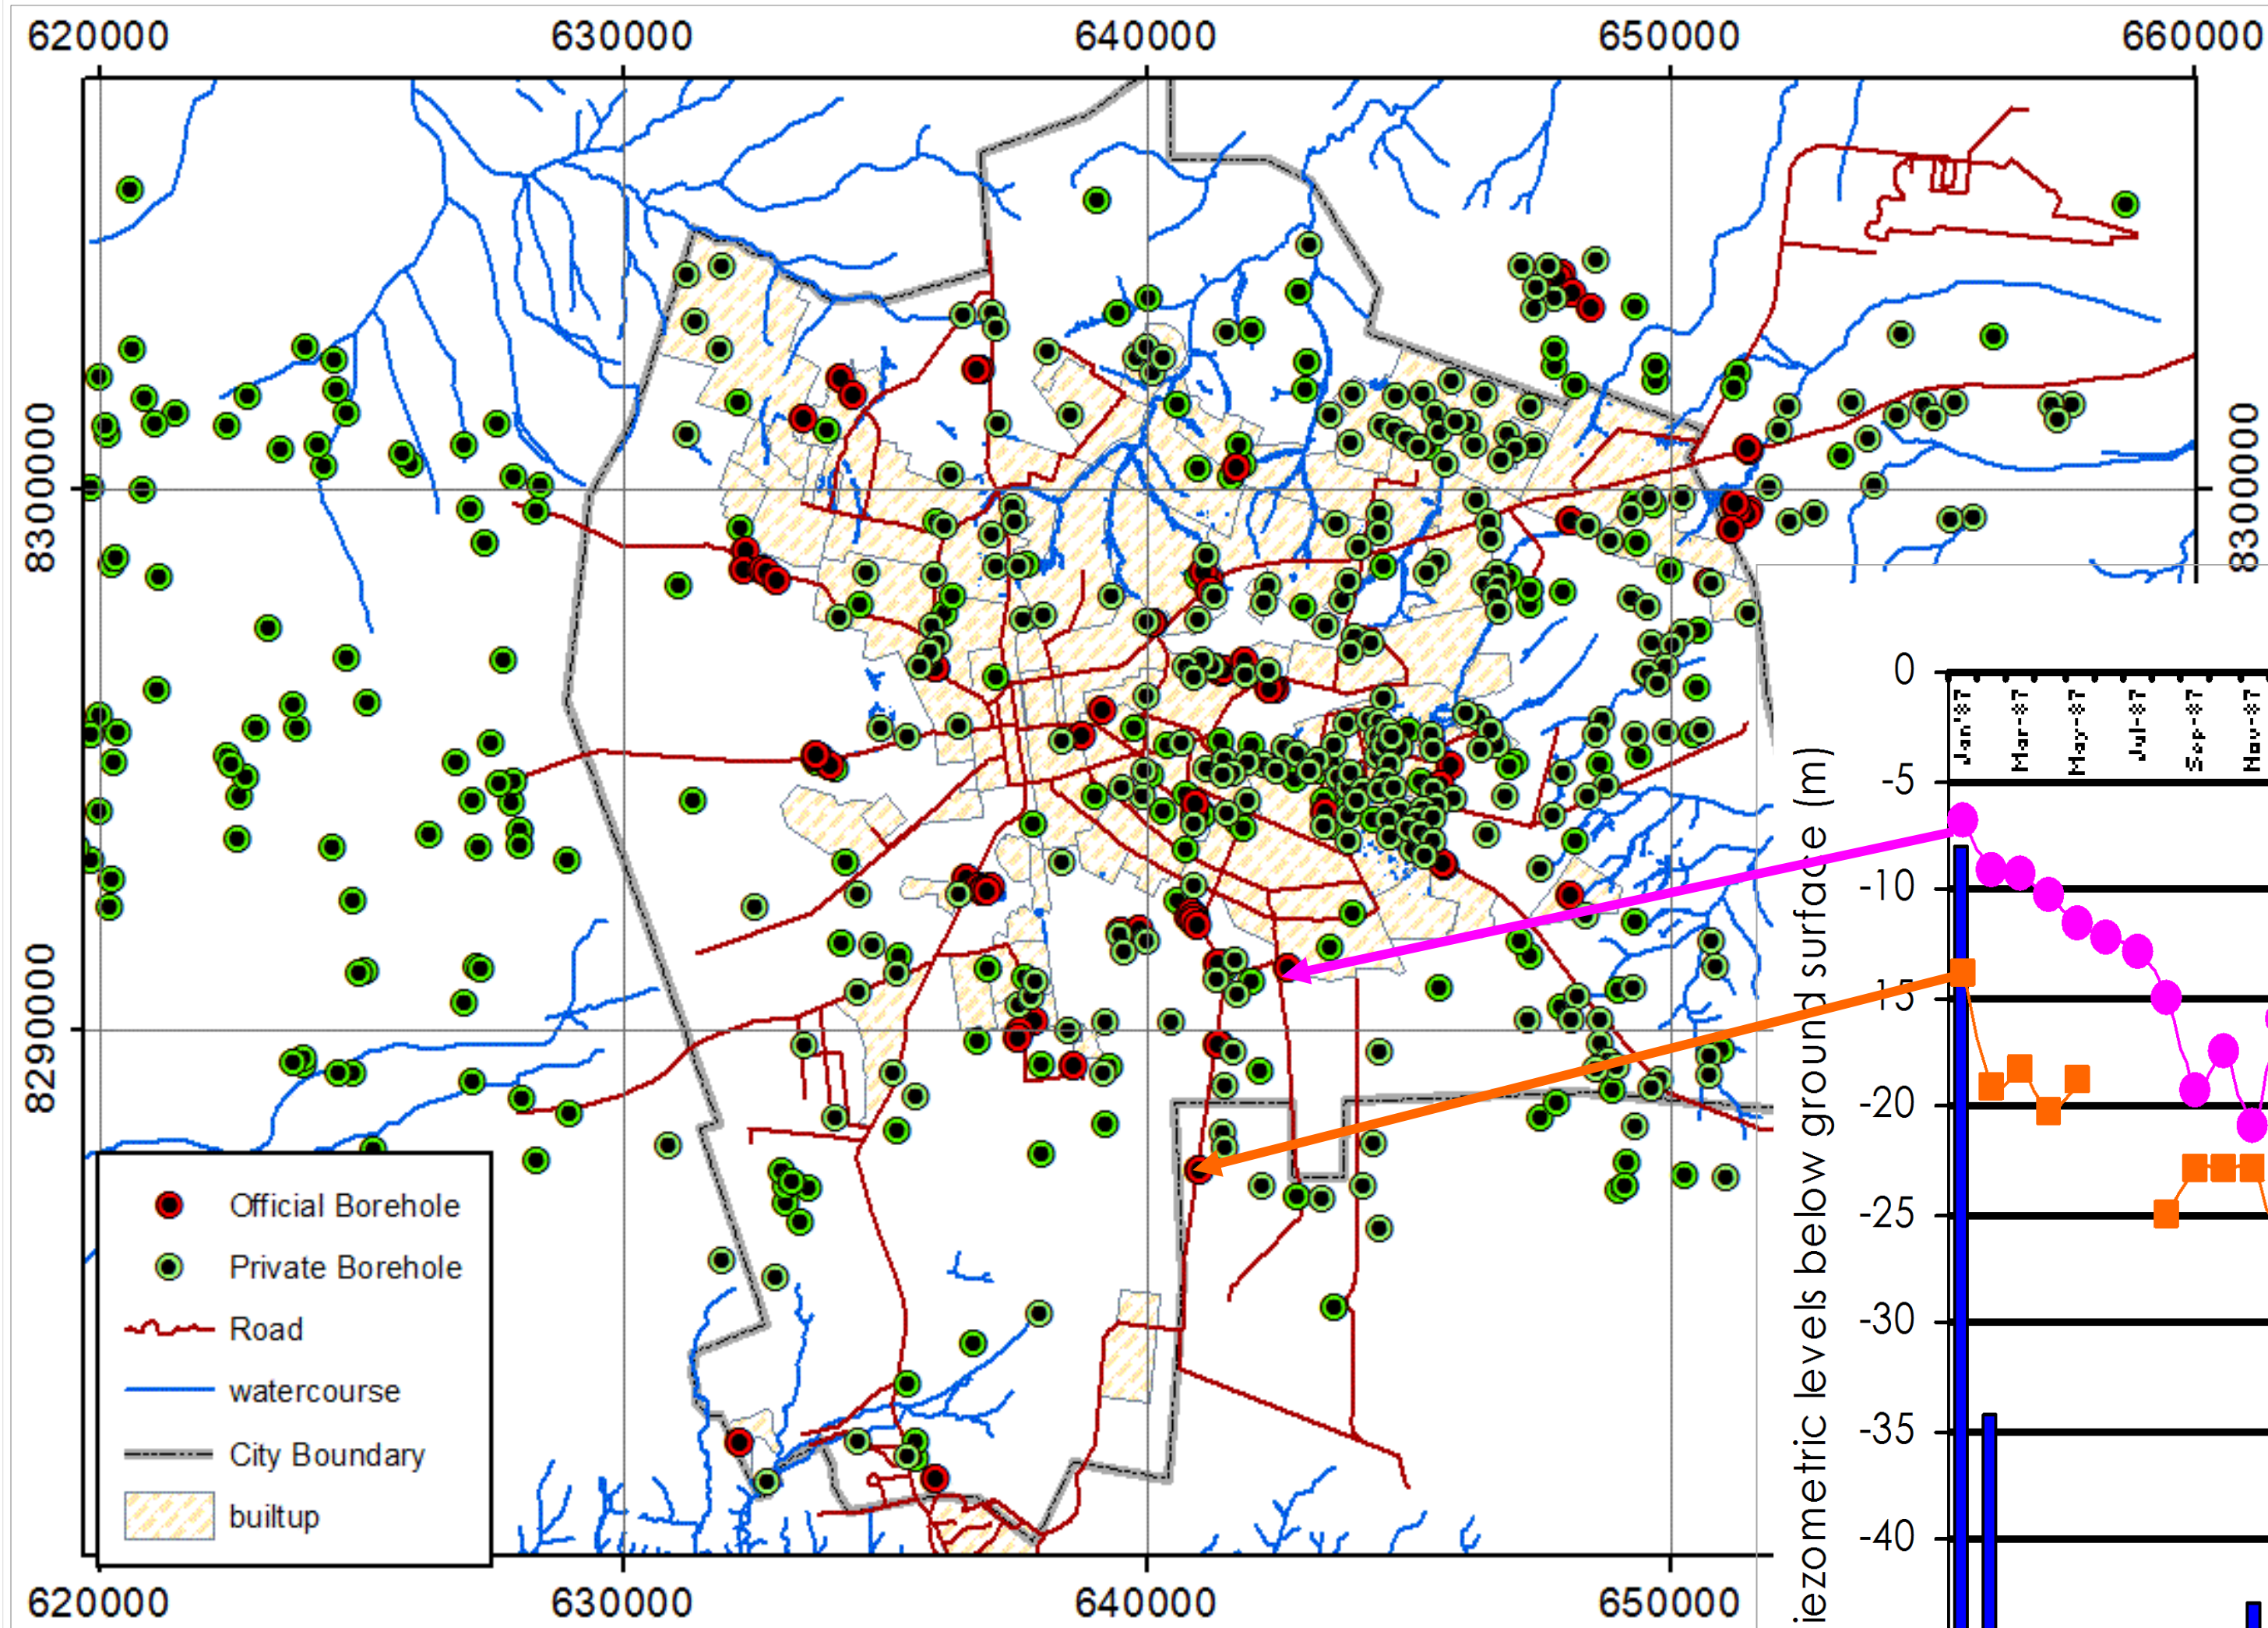 620000 630000 640000 650000 660000
8300000
8300000
8290000
Official Borehole
Private Borehole
Road
watercourse
City Boundary
builtup
620000 630000 640000 650000
iezometric levels below ground surface (m)
0
-5
-10
-15
-20
-25
-30
-35
-40
Jan-87
Mar-87
May-87
Jul-87
Sep-87
Nov-87